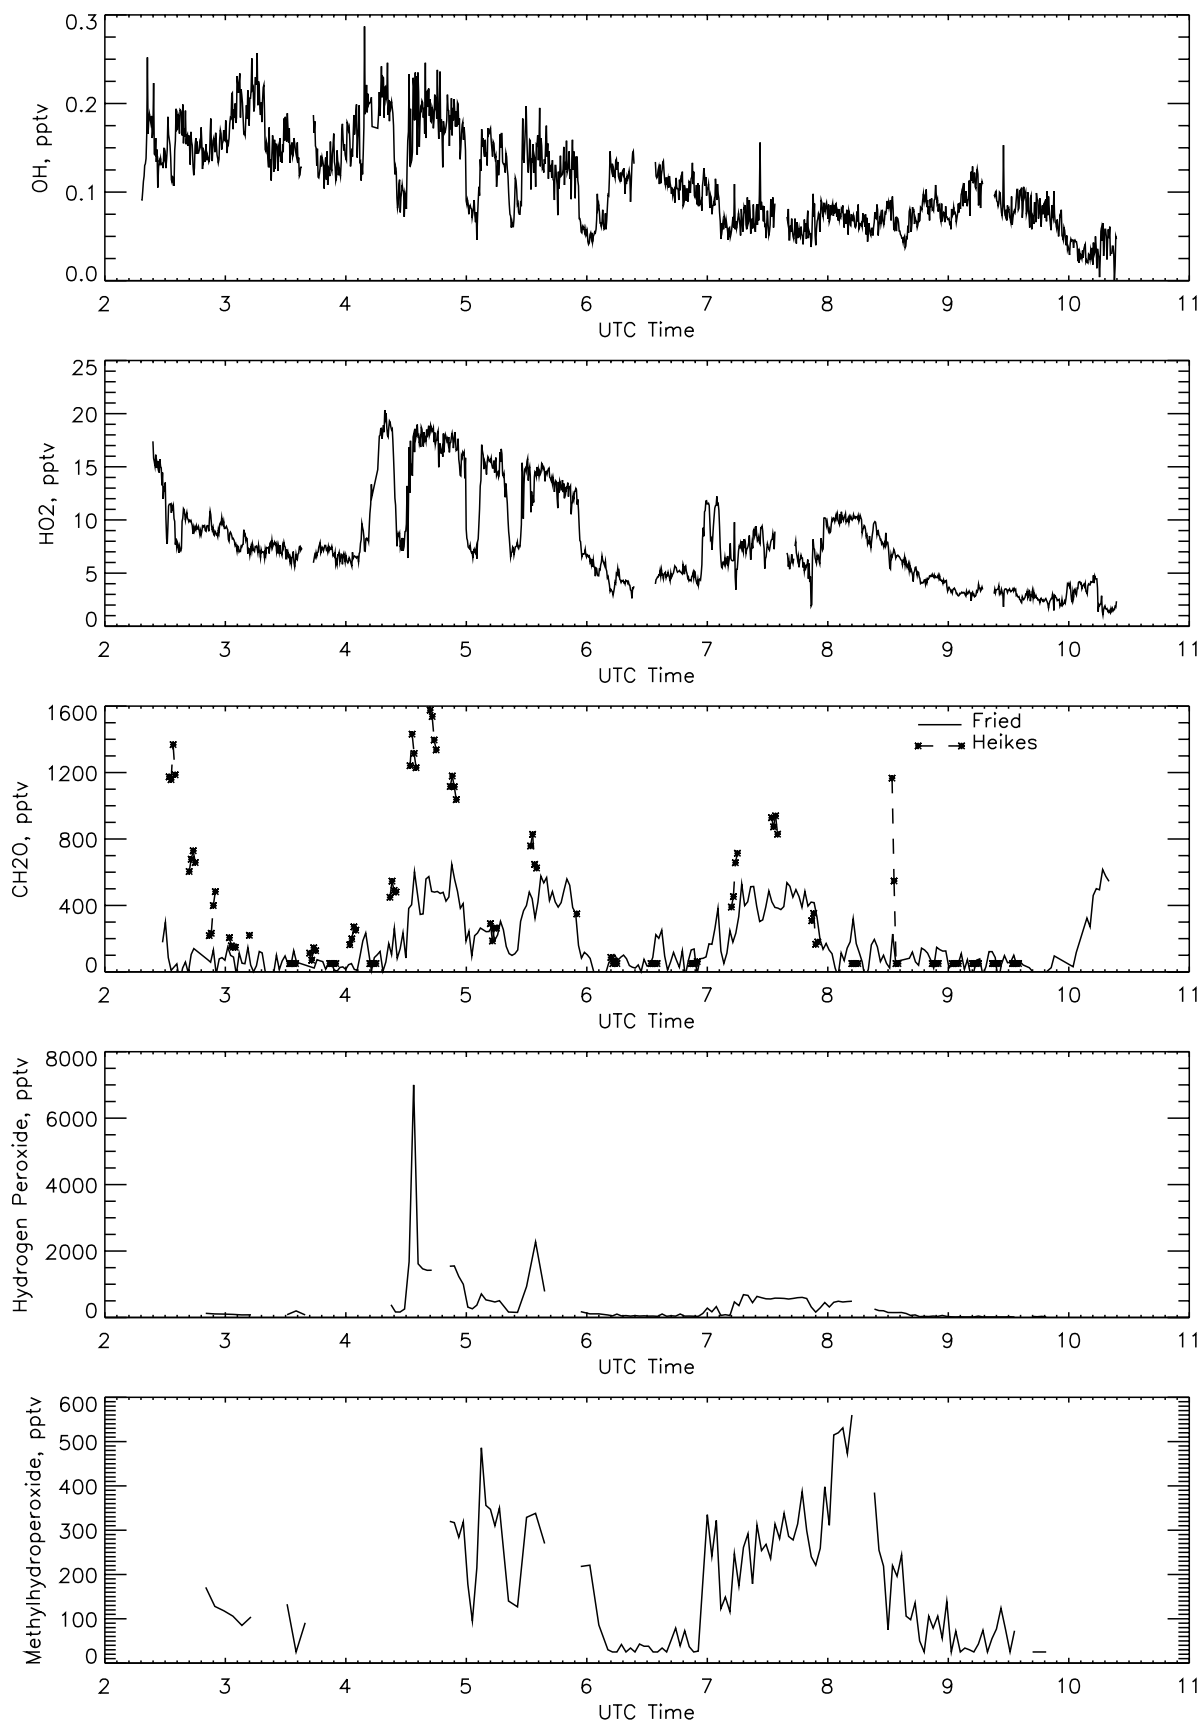 0.3
0.2
0.1
0.0
OH, pptv
2 3 4 5 6 7 8 9 10 11
UTC Time
25
20
15
10
5
0
HO2, pptv
2 3 4 5 6 7 8 9 10 11
UTC Time
1600
1200
800
400
0
CH2O, pptv
Fried
Heikes
2 3 4 5 6 7 8 9 10 11
UTC Time
8000
6000
4000
2000
0
Hydrogen Peroxide, pptv
2 3 4 5 6 7 8 9 10 11
UTC Time
600
500
400
300
200
100
0
Methylhydroperoxide, pptv
2 3 4 5 6 7 8 9 10 11
UTC Time